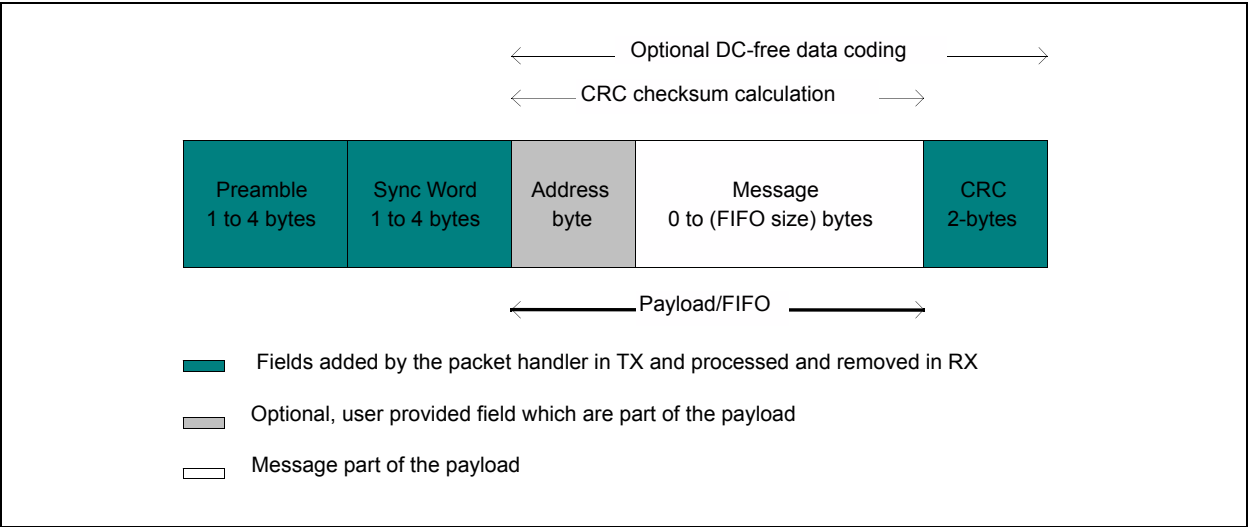 Optional DC-free data coding
CRC checksum calculation
Preamble
1 to 4 bytes
Sync Word
1 to 4 bytes
Address
byte
Message
0 to (FIFO size) bytes
CRC
2-bytes
Payload/FIFO
Fields added by the packet handler in TX and processed and removed in RX
Optional, user provided field which are part of the payload
Message part of the payload